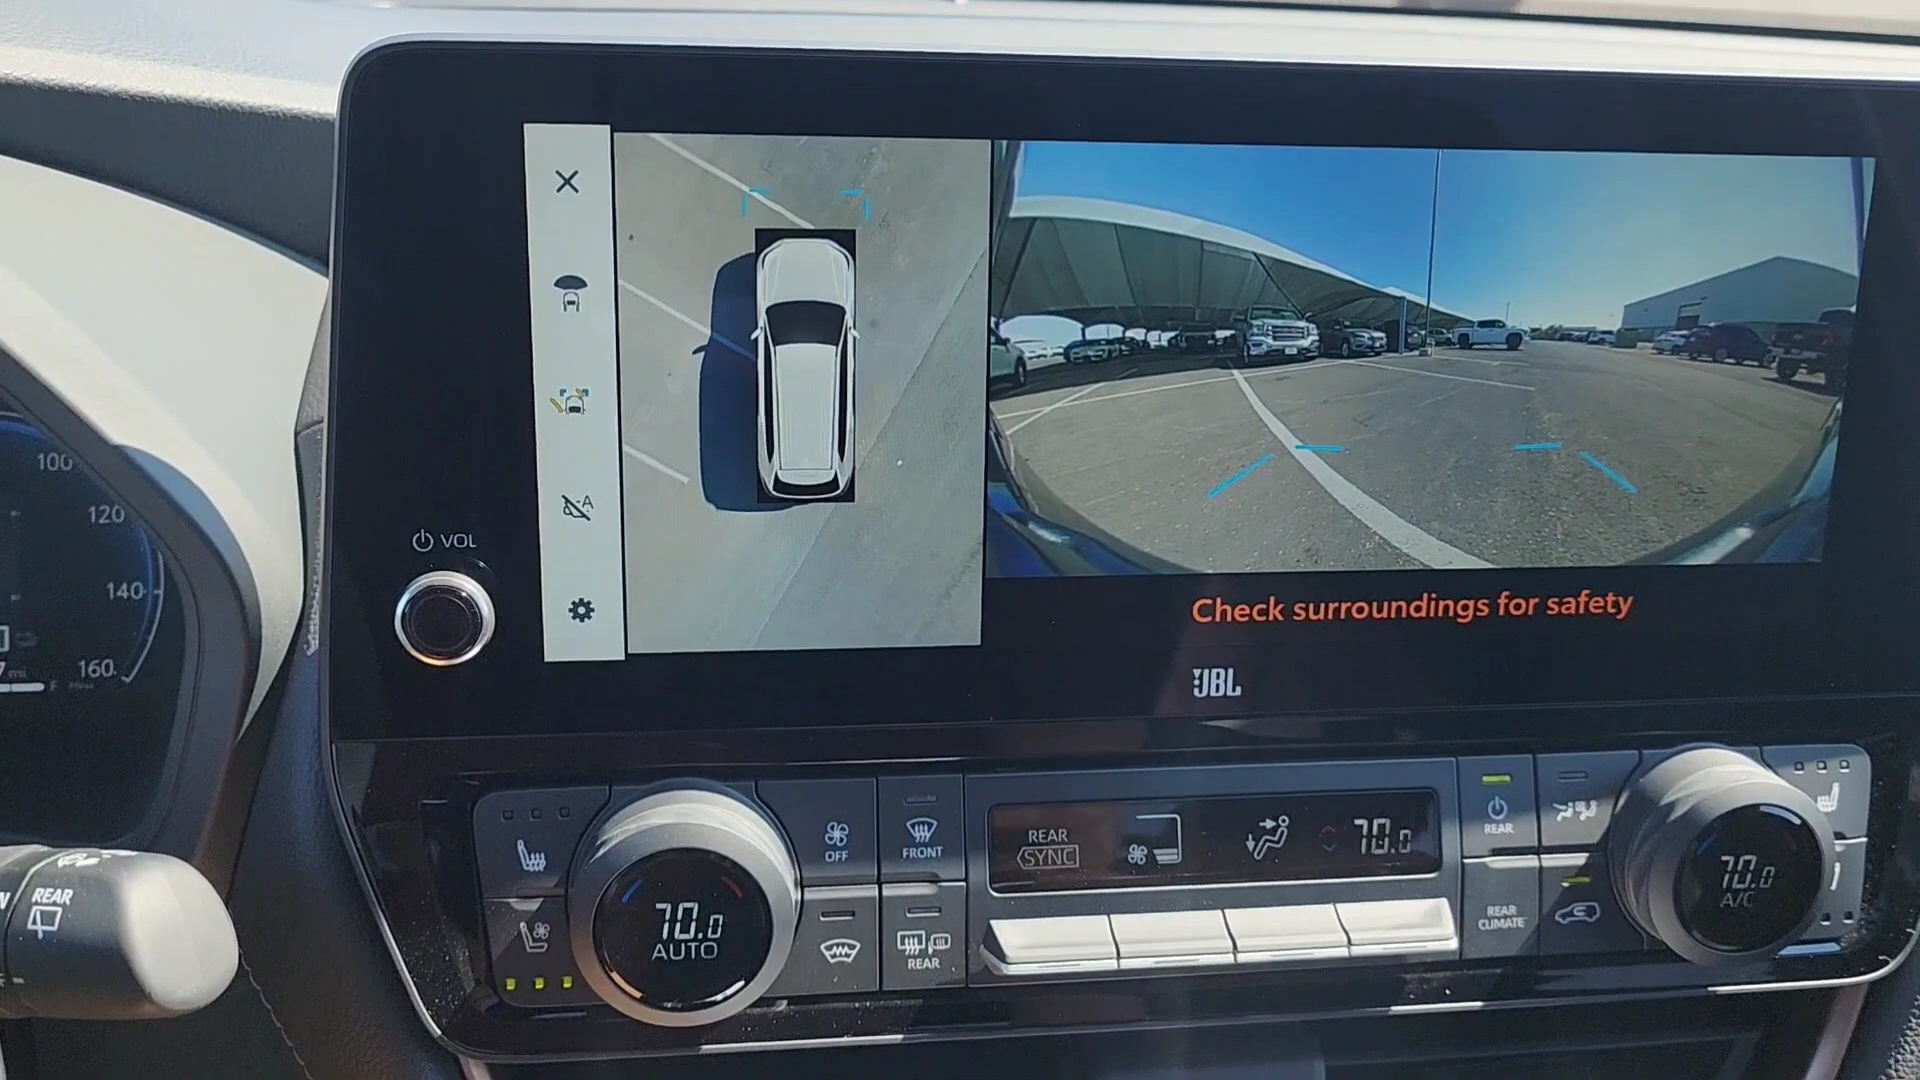 100
120
140
160
F
VOL
A
Check surroundings for safety
JBL
REAR
70.0
AUTO
OFF
FRONT
REAR
REAR
SYNC
70.0
REAR
REAR
CLIMATE
70.0
A/C